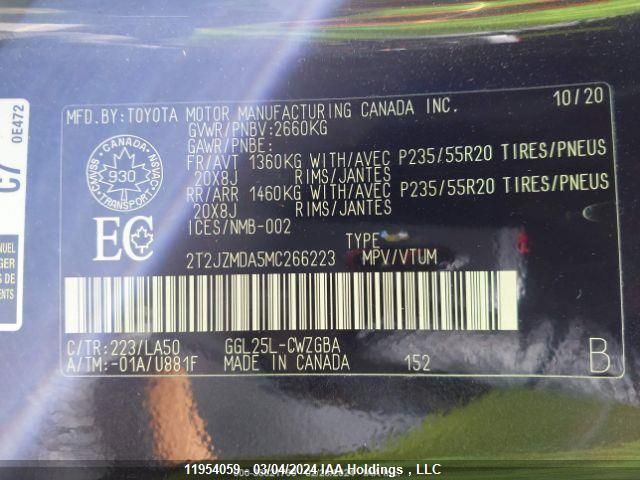 MFD.BY: TOYOTA MOTOR MANUFACTURING CANADA INC. 10/20
GVWR/PNBV:2660KG
GAWR/PNBE:
FR/AVT 1360KG WITH/AVEC P235/55R20 TIRES/PNEUS
20X8J RIMS/JANTES
RR/ARR 1460KG WITH/AVEC P235/55R20 TIRES/PNEUS
20X8J RIMS/JANTES
ICES/NMB-002
930
TRANSPORT
EC
TYPE
2T2JZMDA5MC266223 MPV/VTUM
C/TR:223/LA50 GGL25L-CWZGBA
A/TM:-01A/U881F MADE IN CANADA 152 B
C7
0E472
11954059 - 03/04/2024 IAA Holdings , LLC